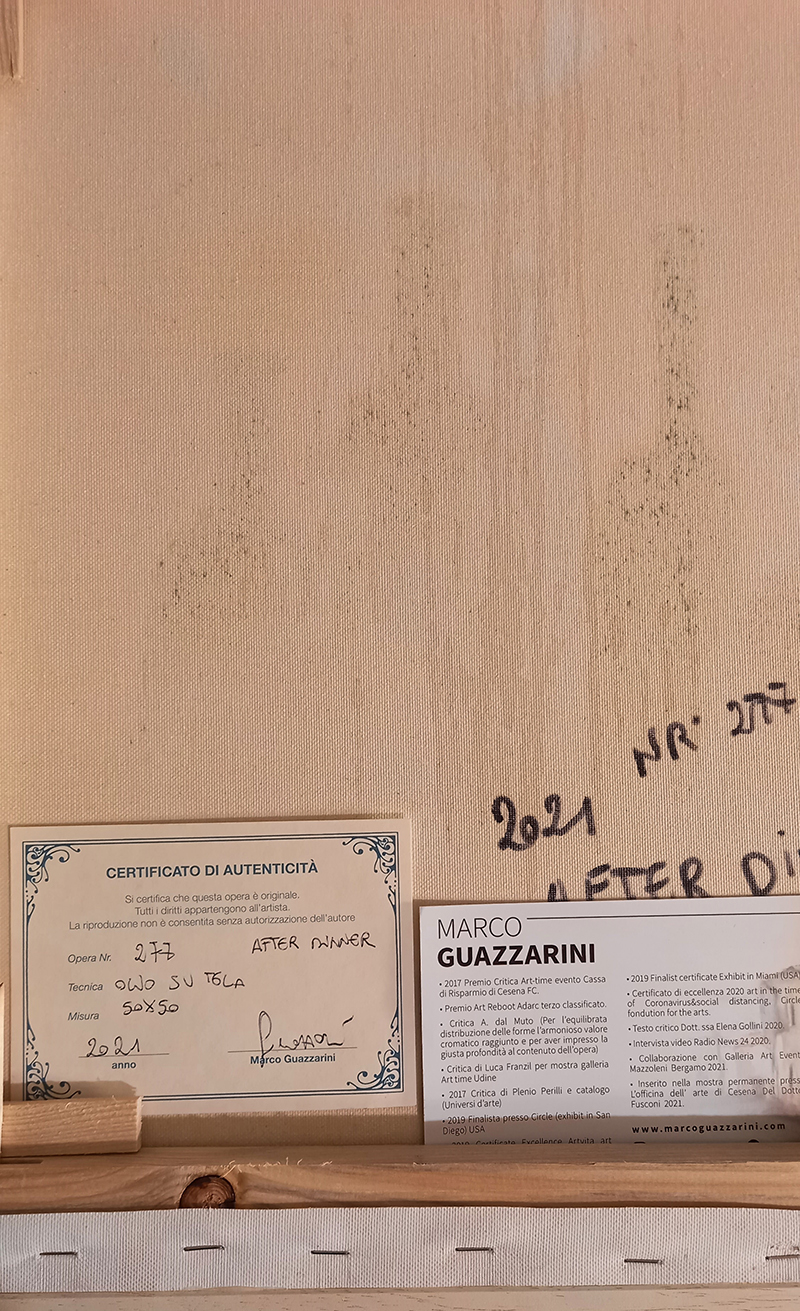 NR· 277
2021
AFTER Di
CERTIFICATO DI AUTENTICITÀ
Si certifica che questa opera è originale.
Tutti i diritti appartengono all'artista.
La riproduzione non è consentita senza autorizzazione dell'autore
Opera Nr. 277 AFTER DINNER
Tecnica OLIO SU TELA
Misura 50X50
2021
anno
Marco Guazzarini
MARCO
GUAZZARINI
• 2017 Premio Critica Art-time evento Cassa
di Risparmio di Cesena FC.
• Premio Art Reboot Adarc terzo classificato.
• Critica A. dal Muto (Per l'equilibrata
distribuzione delle forme l'armonioso valore
cromatico raggiunto e per aver impresso la
giusta profondità al contenuto dell'opera)
• Critica di Luca Franzil per mostra galleria
Art time Udine
• 2017 Critica di Plenio Perilli e catalogo
(Universi d'arte)
• 2019 Finalista presso Circle (exhibit in San
Diego) USA
Certificate Excellence Artvita art
• 2019 Finalist certificate Exhibit in Miami (USA)
• Certificato di eccellenza 2020 art in the time
of Coronavirus&social distancing, Circle
fondution for the arts.
• Testo critico Dott. ssa Elena Gollini 2020.
• Intervista video Radio News 24 2020.
• Collaborazione con Galleria Art Event
Mazzoleni Bergamo 2021.
• Inserito nella mostra permanente press
L'officina dell' arte di Cesena Del Dott
Fusconi 2021.
www.marcoguazzarini.com